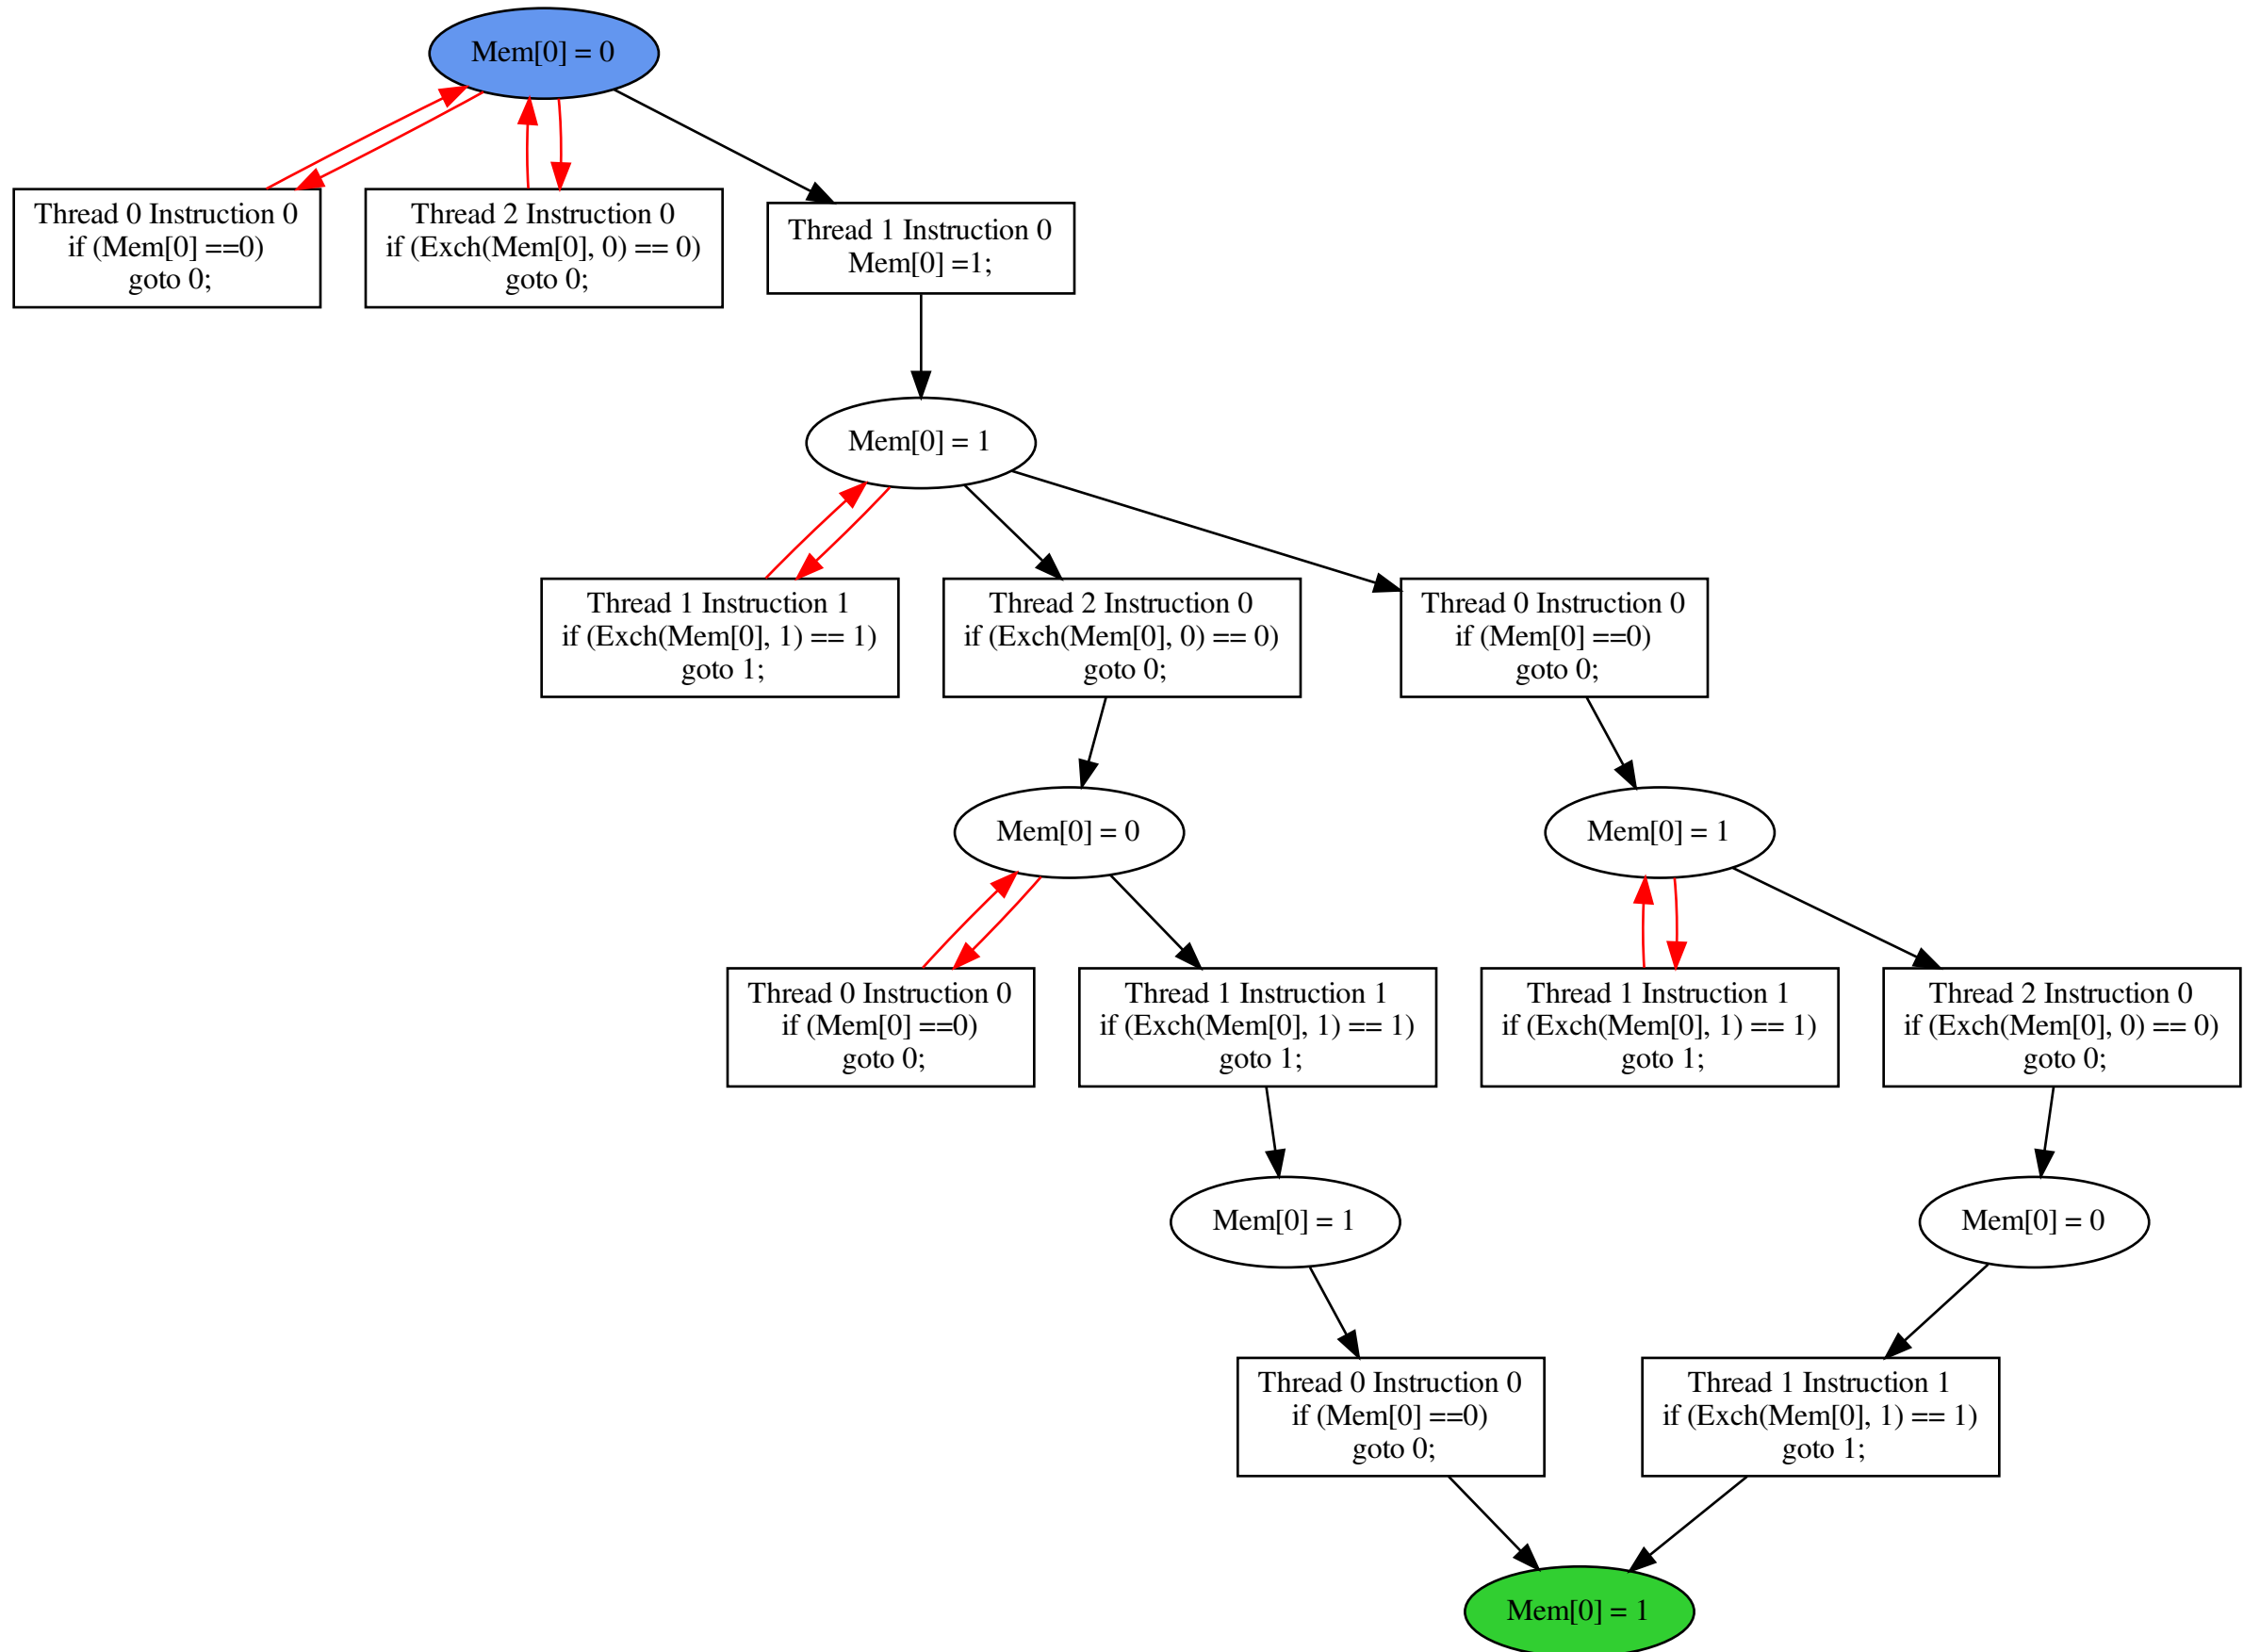 Mem[0] = 0
Thread 0 Instruction 0
if (Mem[0] ==0)
goto 0;
Thread 2 Instruction 0
if (Exch(Mem[0], 0) == 0)
goto 0;
Thread 1 Instruction 0
Mem[0] =1;
Mem[0] = 1
Thread 1 Instruction 1
if (Exch(Mem[0], 1) == 1)
goto 1;
Thread 2 Instruction 0
if (Exch(Mem[0], 0) == 0)
goto 0;
Thread 0 Instruction 0
if (Mem[0] ==0)
goto 0;
Mem[0] = 0
Mem[0] = 1
Thread 0 Instruction 0
if (Mem[0] ==0)
goto 0;
Thread 1 Instruction 1
if (Exch(Mem[0], 1) == 1)
goto 1;
Thread 1 Instruction 1
if (Exch(Mem[0], 1) == 1)
goto 1;
Thread 2 Instruction 0
if (Exch(Mem[0], 0) == 0)
goto 0;
Mem[0] = 1
Mem[0] = 0
Thread 0 Instruction 0
if (Mem[0] ==0)
goto 0;
Thread 1 Instruction 1
if (Exch(Mem[0], 1) == 1)
goto 1;
Mem[0] = 1